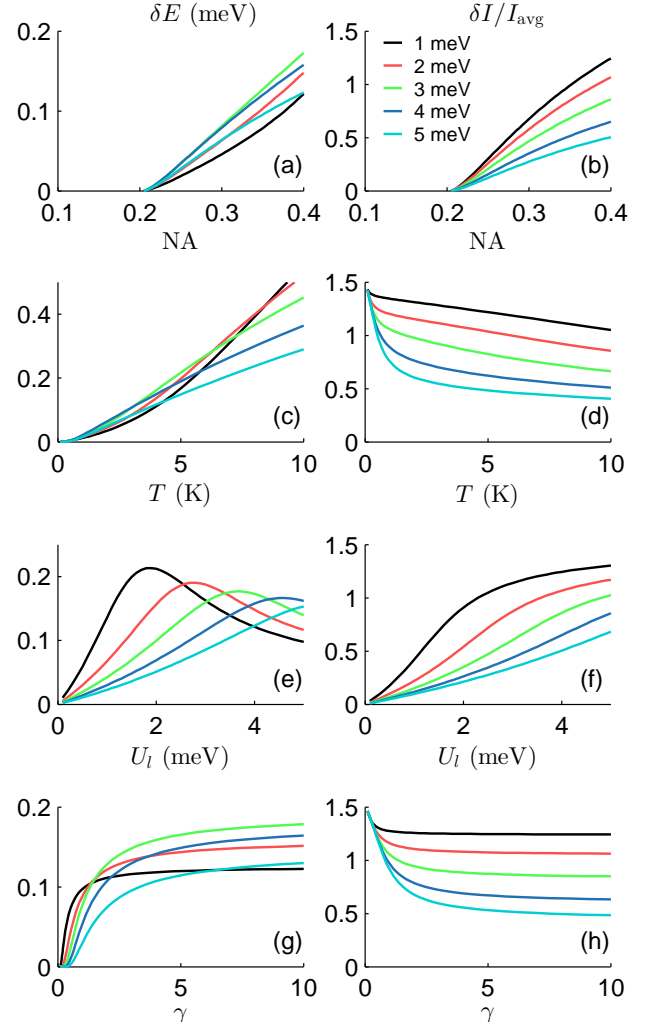 δE (meV) δI/I_avg
0.2 1.5
0.1 1
0.5
0 0
1 meV
2 meV
3 meV
4 meV
5 meV
(a) (b)
0.1 0.2 0.3 0.4 0.1 0.2 0.3 0.4
NA NA
0.4 1.5
0.2 1
0.5
0 0
(c) (d)
0 5 10 0 5 10
T (K) T (K)
0.2 1.5
0.1 1
0.5
0 0
(e) (f)
0 2 4 0 2 4
U_l (meV) U_l (meV)
0.2 1.5
0.1 1
0.5
0 0
(g) (h)
0 5 10 0 5 10
γ γ